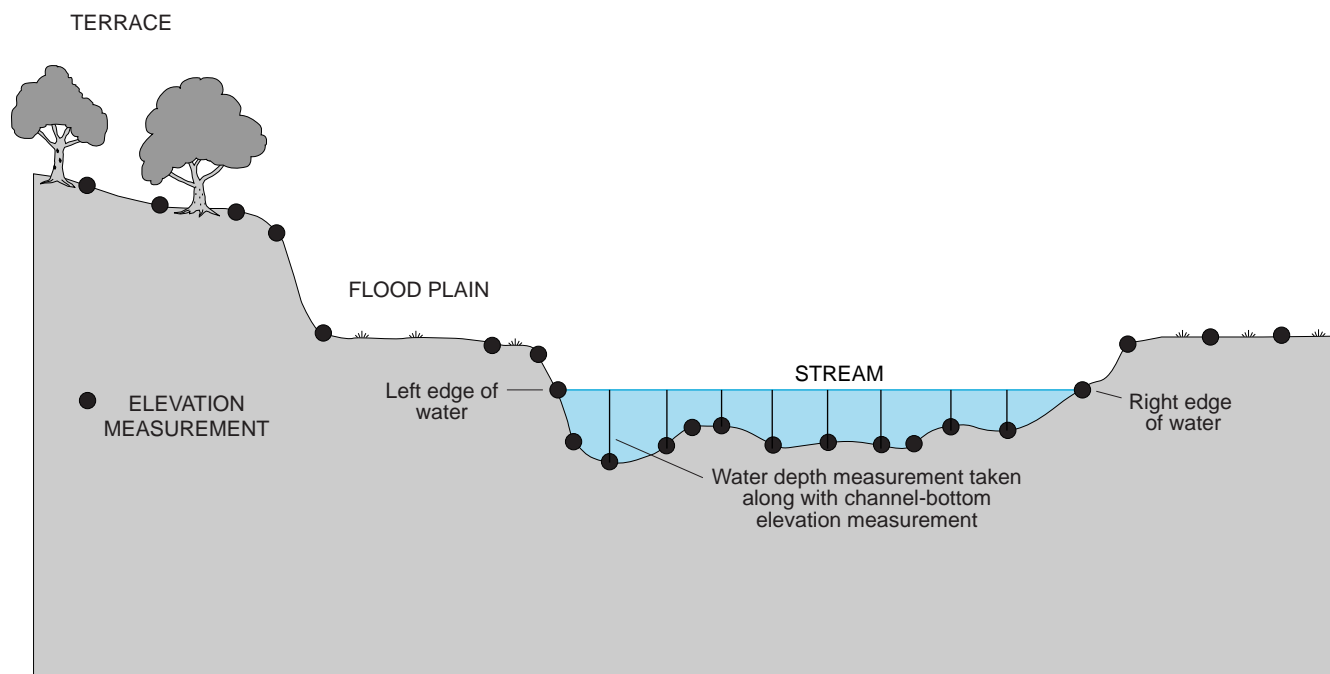 TERRACE
FLOOD PLAIN
STREAM
Left edge of
water
Right edge
of water
ELEVATION
MEASUREMENT
Water depth measurement taken
along with channel-bottom
elevation measurement